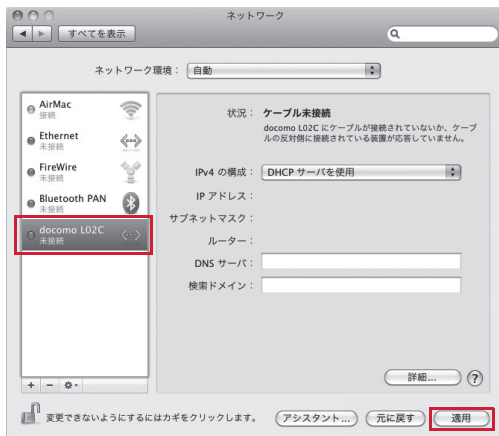 ネットワーク
すべてを表示
ネットワーク環境： 自動
AirMac
接続
Ethernet
未接続
FireWire
未接続
Bluetooth PAN
未接続
docomo L02C
未接続
状況： ケーブル未接続
docomo L02C にケーブルが接続されていないか、ケーブ
ルの反対側に接続されている装置が応答していません。
IPv4 の構成： DHCP サーバを使用
IP アドレス：
サブネットマスク：
ルーター：
DNS サーバ：
検索ドメイン：
詳細... ?
+ −
変更できないようにするにはカギをクリックします。
アシスタント... 元に戻す 適用